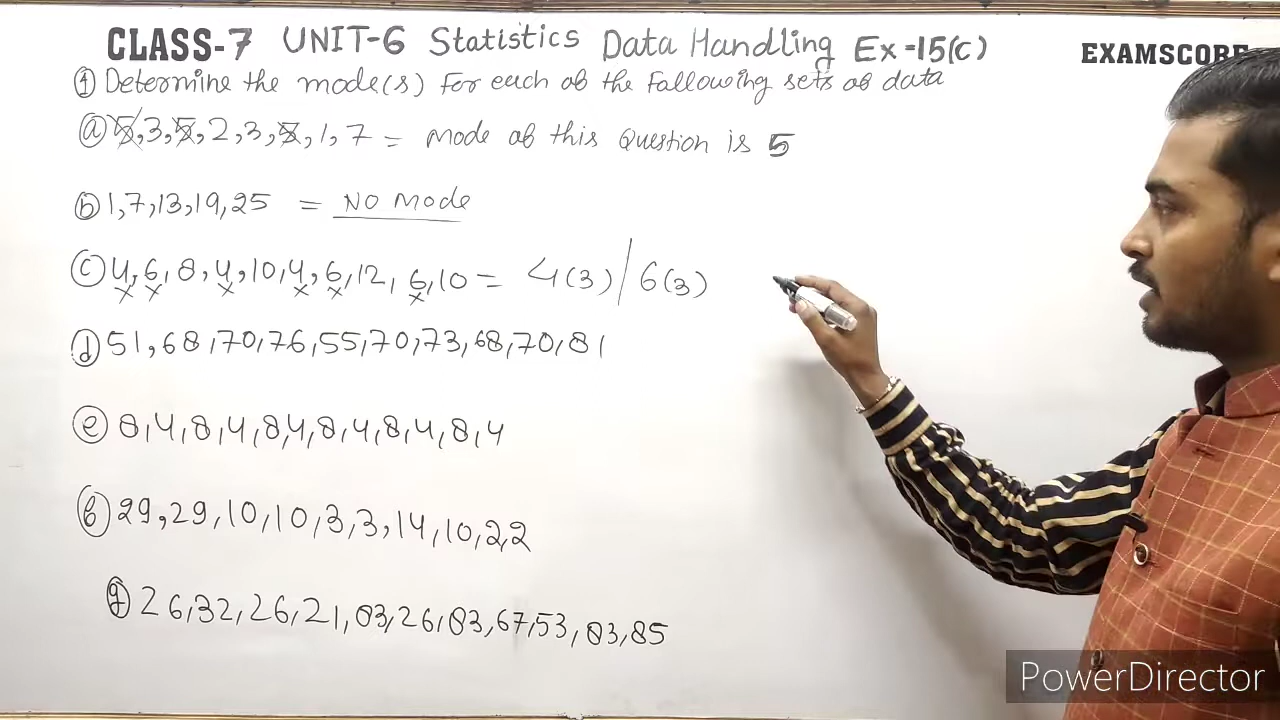 CLASS-7 UNIT-6 Statistics Data Handling Ex-15(C)
EXAMSCORE
① Determine the mode(s) For each of the Following sets of data
ⓐ 5,3,5,2,3,5,1,7 = mode of this Question is 5
ⓑ 1,7,13,19,25 = No mode
ⓒ 4,6,8,4,10,4,6,12,6,10 = 4(3)/6(3)
ⓓ 51,68,70,76,55,70,73,68,70,81
ⓔ 8,4,8,4,8,4,8,4,8,4,8,4
ⓕ 29,29,10,10,3,3,14,10,2,2
ⓖ 26,32,26,21,83,26,83,67,53,83,85
PowerDirector